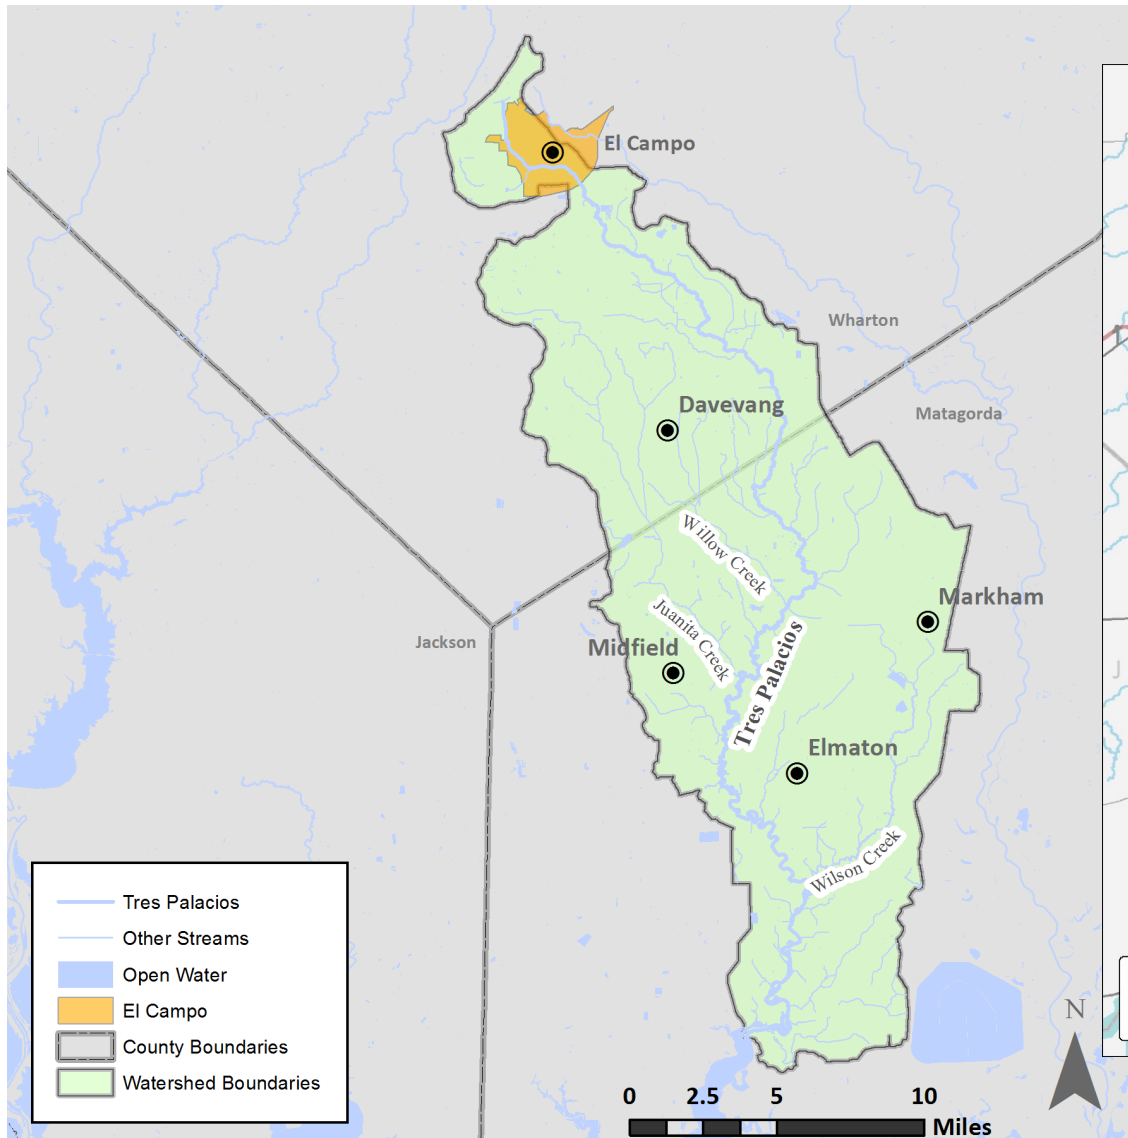 El Campo
Wharton
Davevang
Matagorda
Willow Creek
Markham
Juanita Creek
Jackson
Midfield
Tres Palacios
Elmaton
Wilson Creek
Tres Palacios
Other Streams
Open Water
El Campo
County Boundaries
Watershed Boundaries
N
0 2.5 5 10
Miles
J